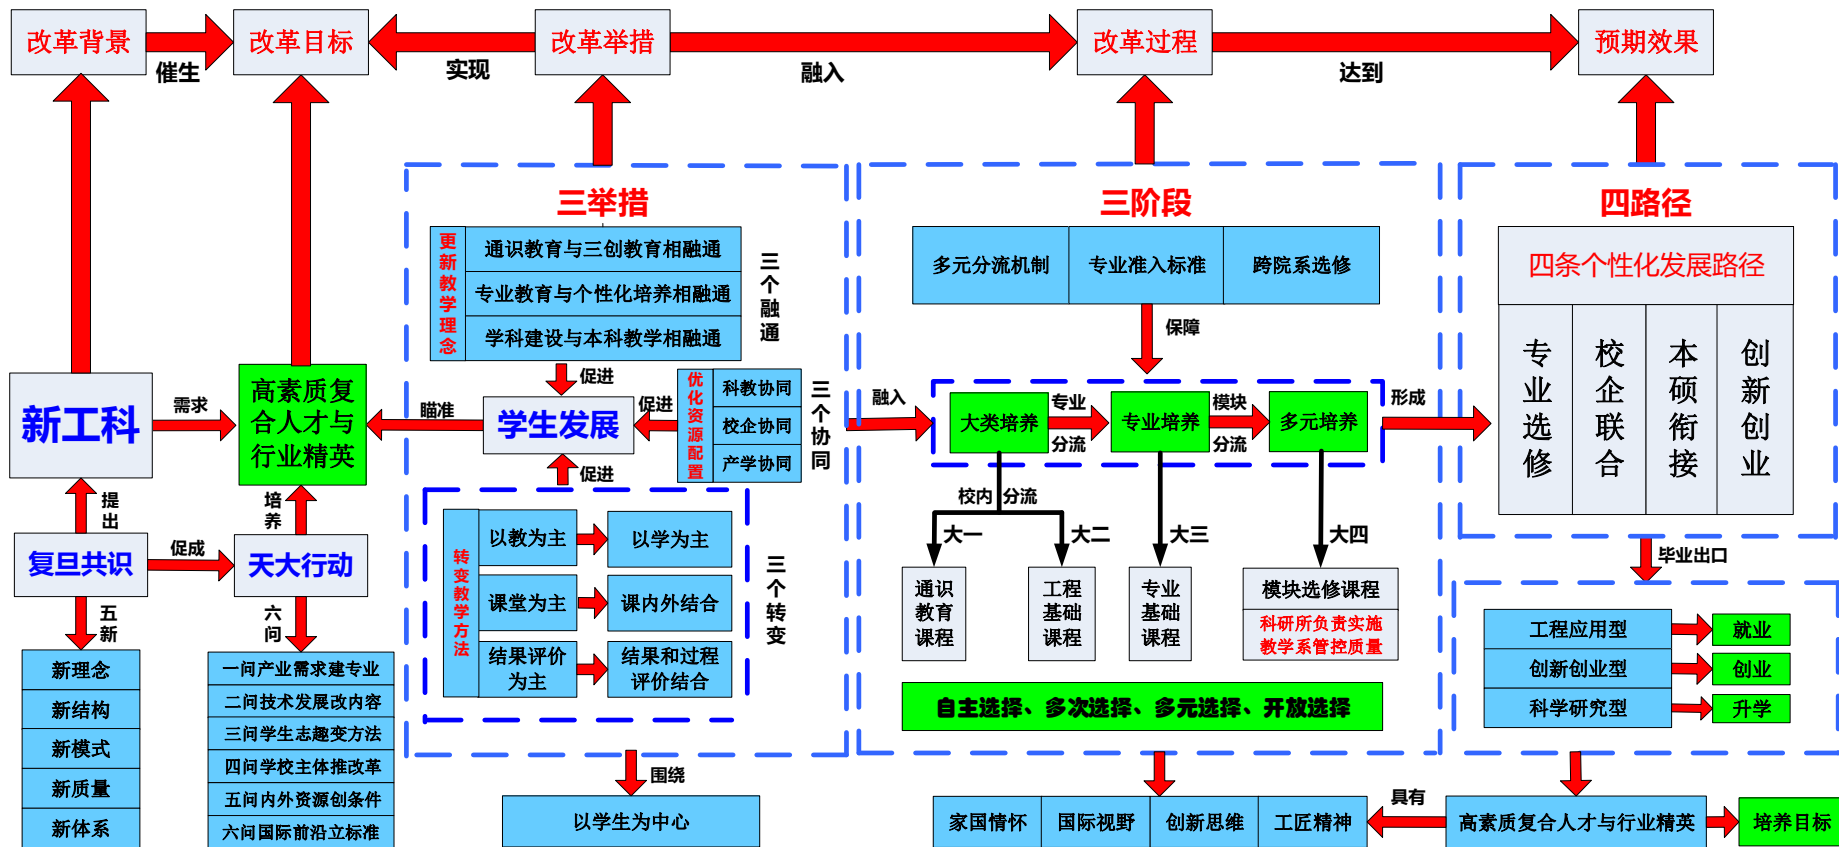 改革背景
催生
改革目标
实现
改革举措
融入
改革过程
达到
预期效果
新工科
需求
高素质复
合人才与
行业精英
提出
培养
复旦共识
促成
天大行动
五新
六问
新理念
新结构
新模式
新质量
新体系
一问产业需求建专业
二问技术发展改内容
三问学生志趣变方法
四问学校主体推改革
五问内外资源创条件
六问国际前沿立标准
三举措
更新教学理念
通识教育与三创教育相融通
专业教育与个性化培养相融通
学科建设与本科教学相融通
三个融通
促进
瞄准
学生发展
促进
优化资源配置
科教协同
校企协同
产学协同
三个协同
促进
转变教学方法
以教为主
以学为主
课堂为主
课内外结合
结果评价
为主
结果和过程
评价结合
三个转变
围绕
以学生为中心
融入
三阶段
多元分流机制
专业准入标准
跨院系选修
保障
大类培养
专业
分流
专业培养
模块
分流
多元培养
校内
分流
大一
大二
大三
大四
通识
教育
课程
工程
基础
课程
专业
基础
课程
模块选修课程
科研所负责实施
教学系管控质量
自主选择、多次选择、多元选择、开放选择
形成
四路径
四条个性化发展路径
专业选修
校企联合
本硕衔接
创新创业
毕业出口
工程应用型
就业
创新创业型
创业
科学研究型
升学
家国情怀
国际视野
创新思维
工匠精神
具有
高素质复合人才与行业精英
培养目标